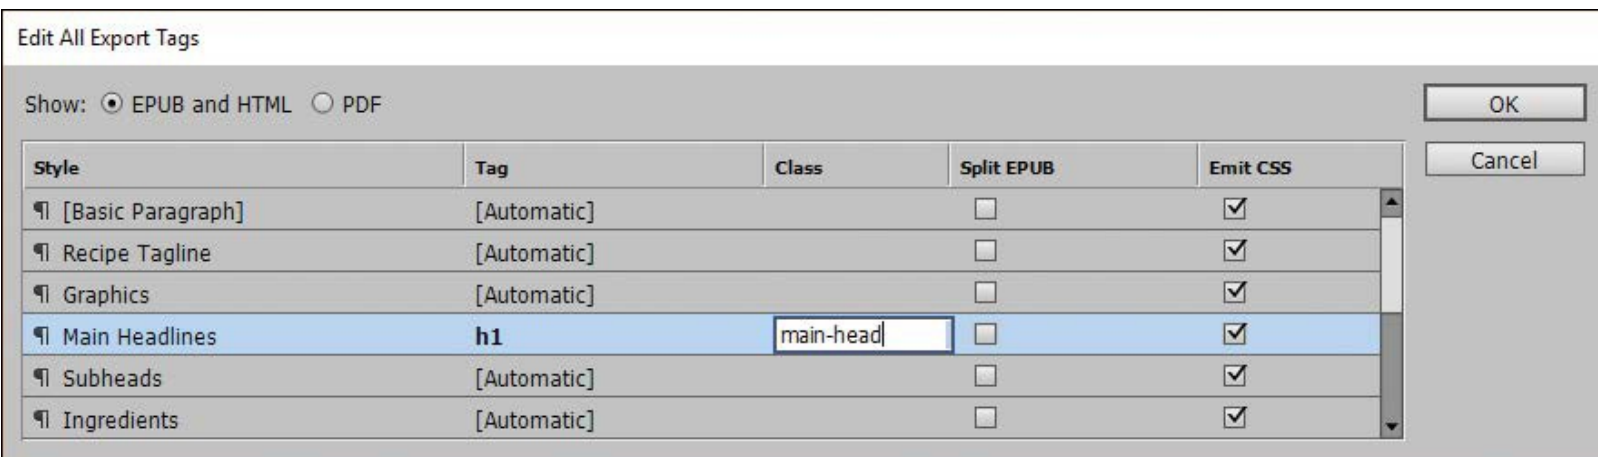 Edit All Export Tags
Show: EPUB and HTML PDF OK
Cancel
Style Tag Class Split EPUB Emit CSS
¶ [Basic Paragraph] [Automatic]
¶ Recipe Tagline [Automatic]
¶ Graphics [Automatic]
¶ Main Headlines h1 main-head
¶ Subheads [Automatic]
¶ Ingredients [Automatic]